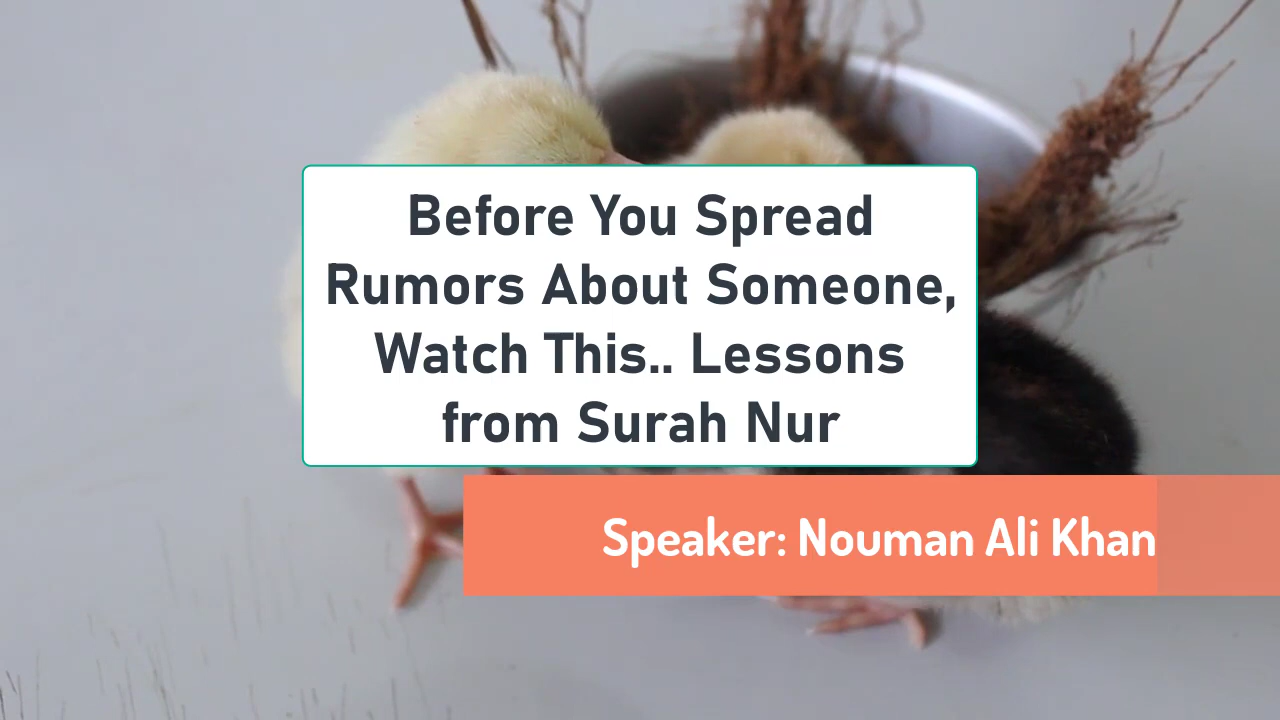 Before You Spread
Rumors About Someone,
Watch This.. Lessons
from Surah Nur
Speaker: Nouman Ali Khan